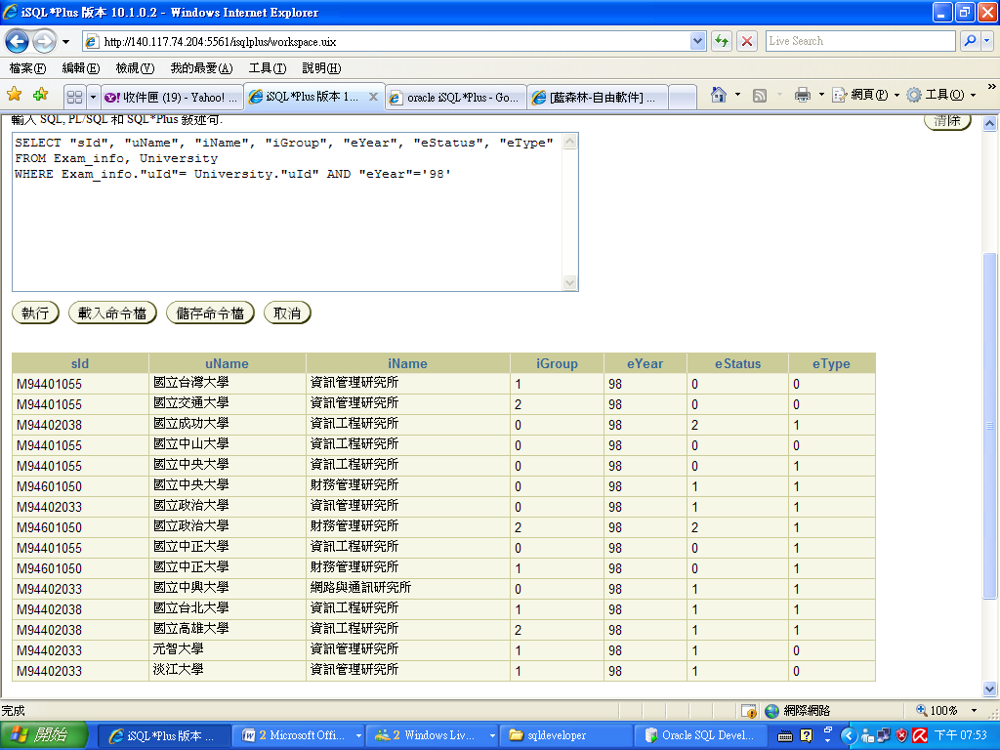 iSQL*Plus 版本 10.1.0.2 - Windows Internet Explorer
http://140.117.74.204:5561/isqlplus/workspace.uix
Live Search
檔案(F) 編輯(E) 檢視(V) 我的最愛(A) 工具(T) 說明(H)
收件匣 (19) - Yahoo! ... iSQL*Plus 版本 1... oracle iSQL*Plus - Go... [藍森林-自由軟件] ... 網頁(P) 工具(O)
輸入 SQL, PL/SQL 和 SQL*Plus 敘述句.
清除
SELECT "sId", "uName", "iName", "iGroup", "eYear", "eStatus", "eType"
FROM Exam_info, University
WHERE Exam_info."uId"= University."uId" AND "eYear"='98'
執行 載入命令檔 儲存命令檔 取消
sId uName iName iGroup eYear eStatus eType
M94401055 國立台灣大學 資訊管理研究所 1 98 0 0
M94401055 國立交通大學 資訊管理研究所 2 98 0 0
M94402038 國立成功大學 資訊工程研究所 0 98 2 1
M94401055 國立中山大學 資訊工程研究所 0 98 0 0
M94401055 國立中央大學 資訊工程研究所 0 98 0 1
M94601050 國立中央大學 財務管理研究所 0 98 1 1
M94402033 國立政治大學 資訊管理研究所 0 98 1 1
M94601050 國立政治大學 財務管理研究所 2 98 2 1
M94401055 國立中正大學 資訊工程研究所 0 98 0 1
M94601050 國立中正大學 財務管理研究所 1 98 0 1
M94402033 國立中興大學 網路與通訊研究所 0 98 1 1
M94402038 國立台北大學 資訊工程研究所 1 98 1 1
M94402038 國立高雄大學 資訊工程研究所 2 98 1 1
M94402033 元智大學 資訊管理研究所 1 98 1 0
M94402033 淡江大學 資訊管理研究所 1 98 1 0
完成 網際網路 100%
開始 iSQL*Plus 版本 ... 2 Microsoft Offi... 2 Windows Liv... sqldeveloper Oracle SQL Devel... 下午 07:53